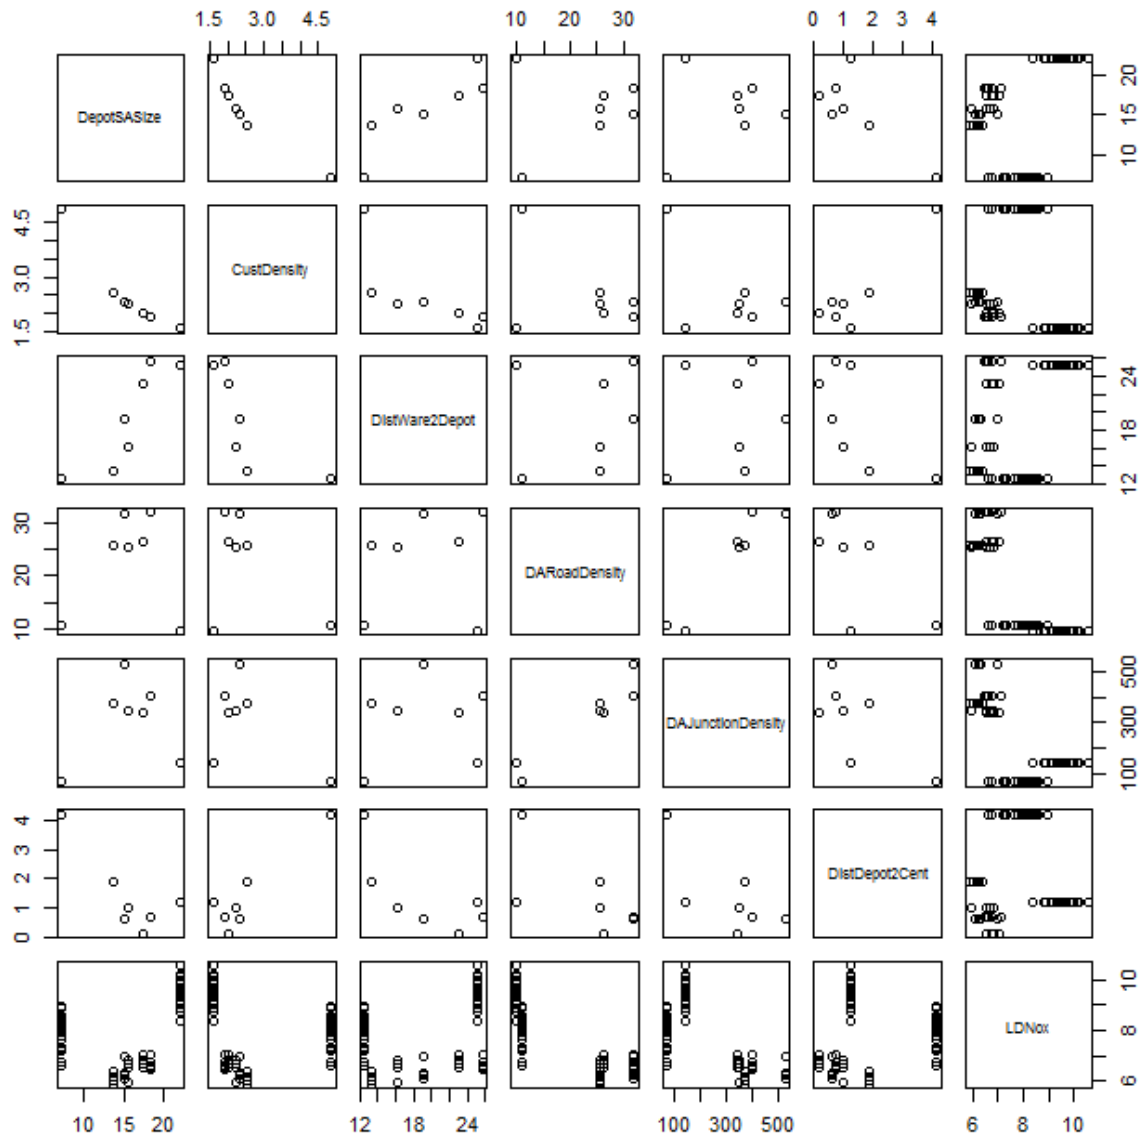 1.5 3.0 4.5 10 30 0 1 2 3 4
DepotSASize 10 15 20
1.5 3.0 4.5 CustDensity
DistWare2Depot 12 18 24
10 20 30 DARoadDensity
DAJunctionDensity 100 300 500
0 1 2 3 4 DistDepot2Cent
LDNox 6 8 10
10 15 20 12 18 24 100 300 500 6 8 10